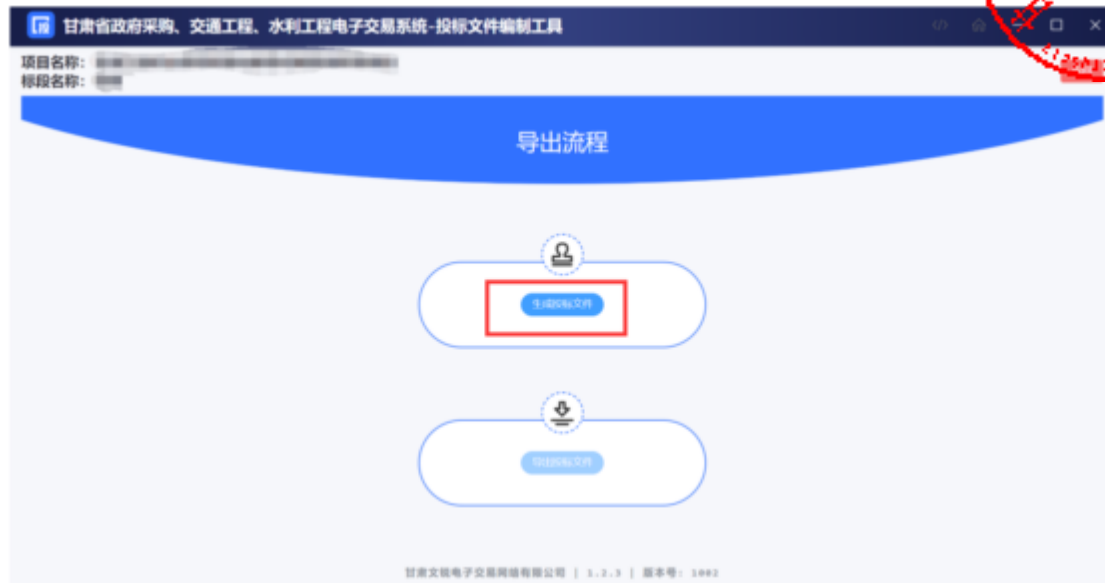 甘肃省政府采购、交通工程、水利工程电子交易系统-投标文件编制工具
项目名称：
标段名称：
导出流程
生成投标文件
导出投标文件
甘肃文锐电子交易网络有限公司 | 1.2.3 | 版本号: 1002